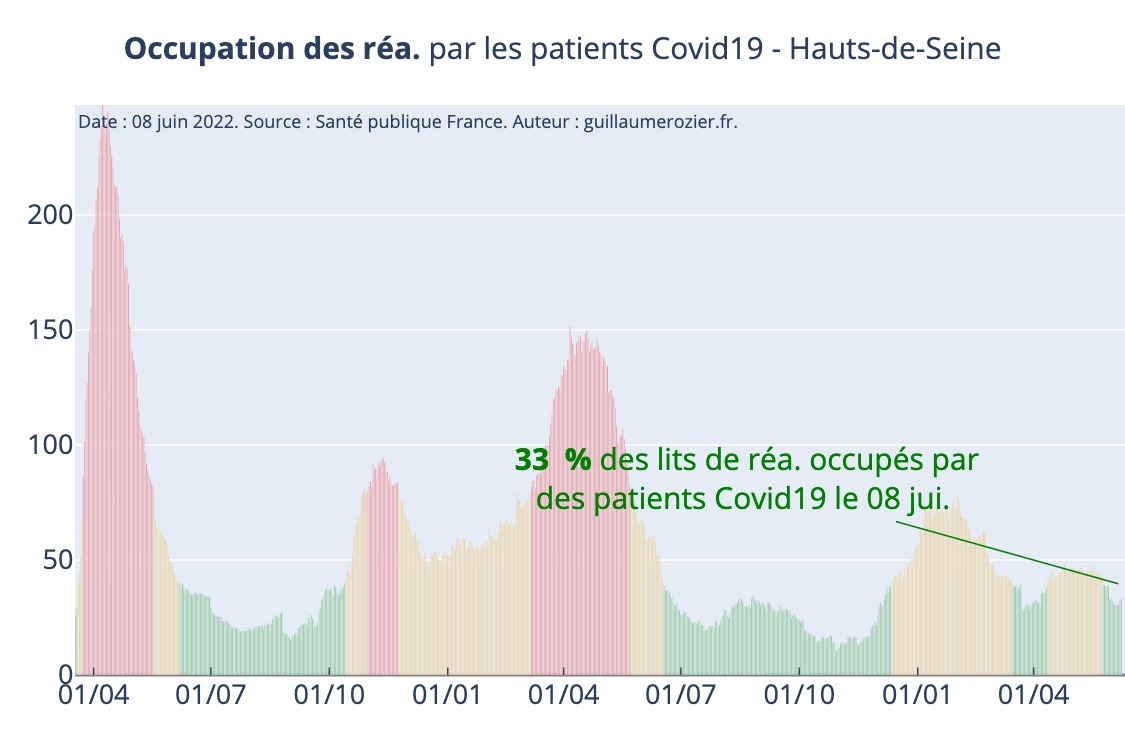 Occupation des réa. par les patients Covid19 - Hauts-de-Seine
Date : 08 juin 2022. Source : Santé publique France. Auteur : guillaumerozier.fr.
200
150
100
33 % des lits de réa. occupés par
des patients Covid19 le 08 jui.
50
0
01/04 01/07 01/10 01/01 01/04 01/07 01/10 01/01 01/04